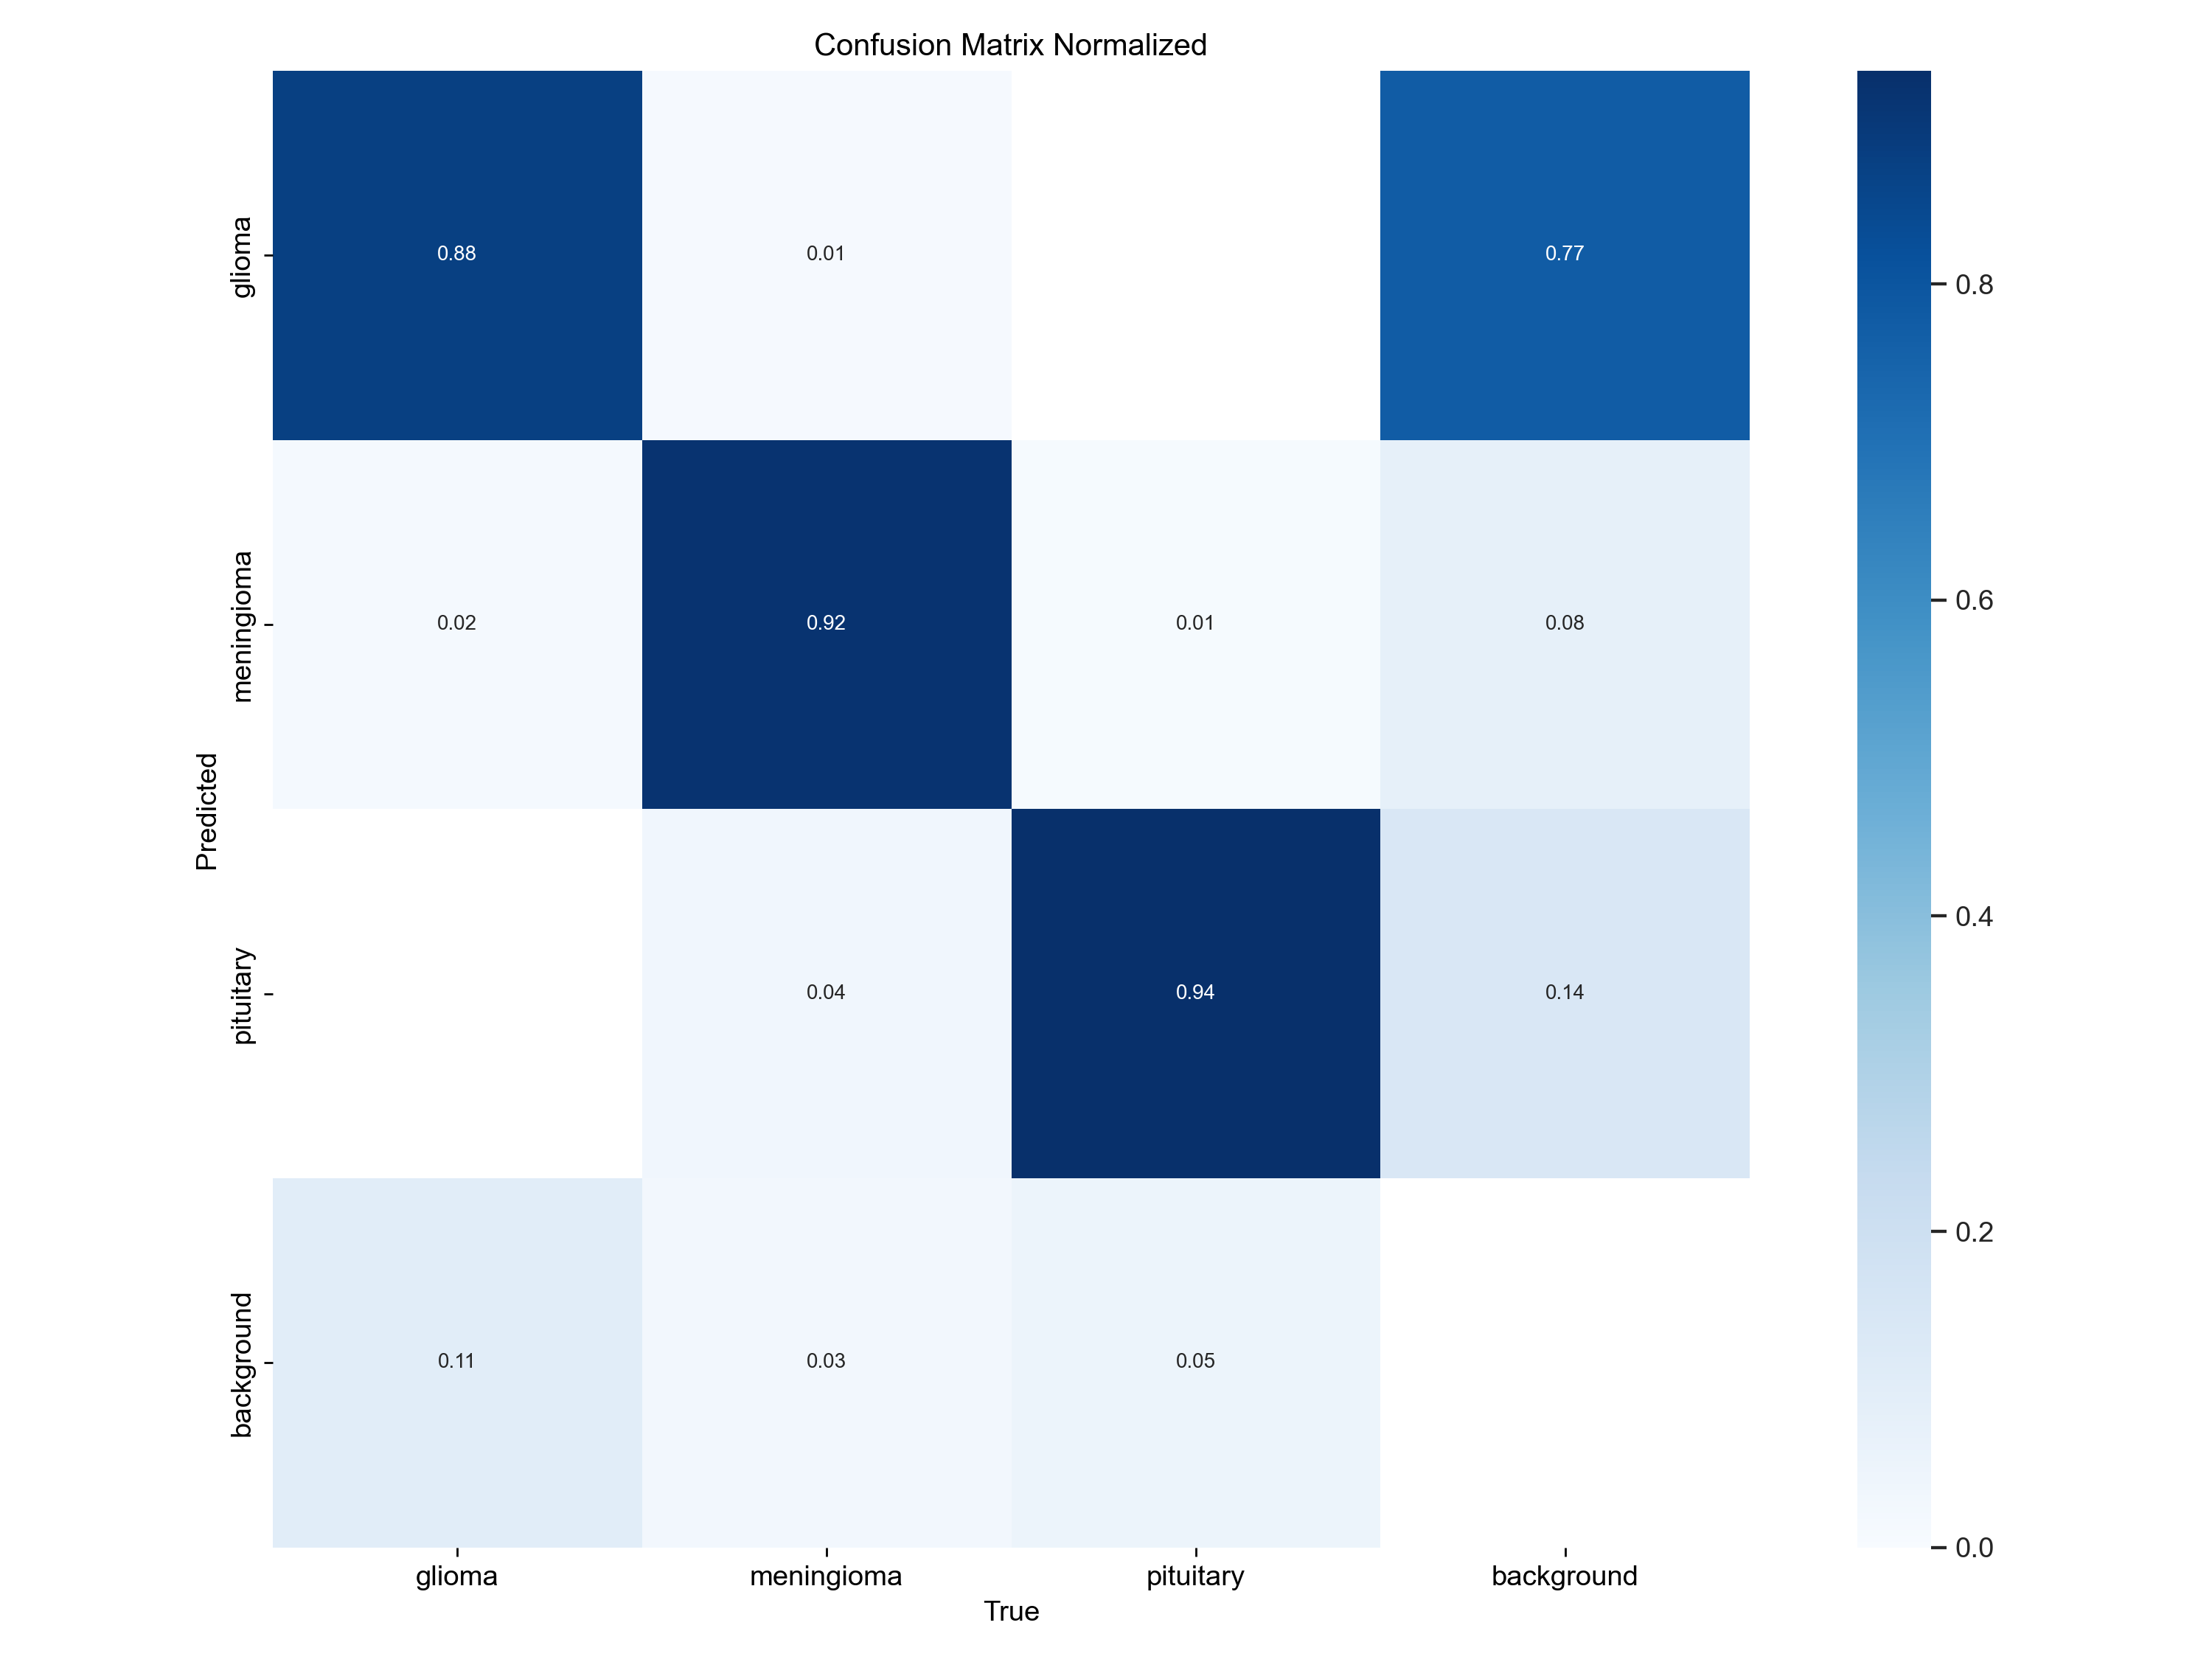 Confusion Matrix Normalized
glioma
0.88
0.01
0.77
meningioma
0.02
0.92
0.01
0.08
pituitary
0.04
0.94
0.14
background
0.11
0.03
0.05
Predicted
glioma
meningioma
pituitary
background
True
0.8
0.6
0.4
0.2
0.0